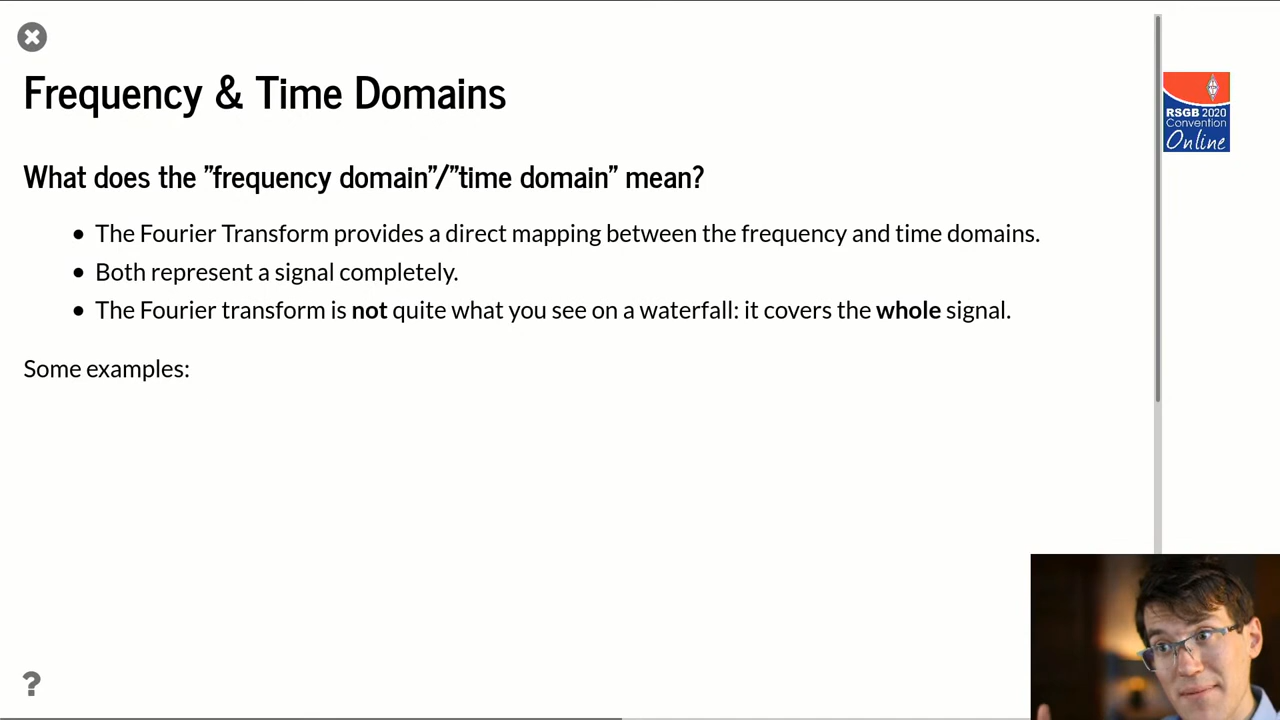 Frequency & Time Domains
What does the "frequency domain"/"time domain" mean?
• The Fourier Transform provides a direct mapping between the frequency and time domains.
• Both represent a signal completely.
• The Fourier transform is not quite what you see on a waterfall: it covers the whole signal.
Some examples:
RSGB 2020
Convention
Online
?